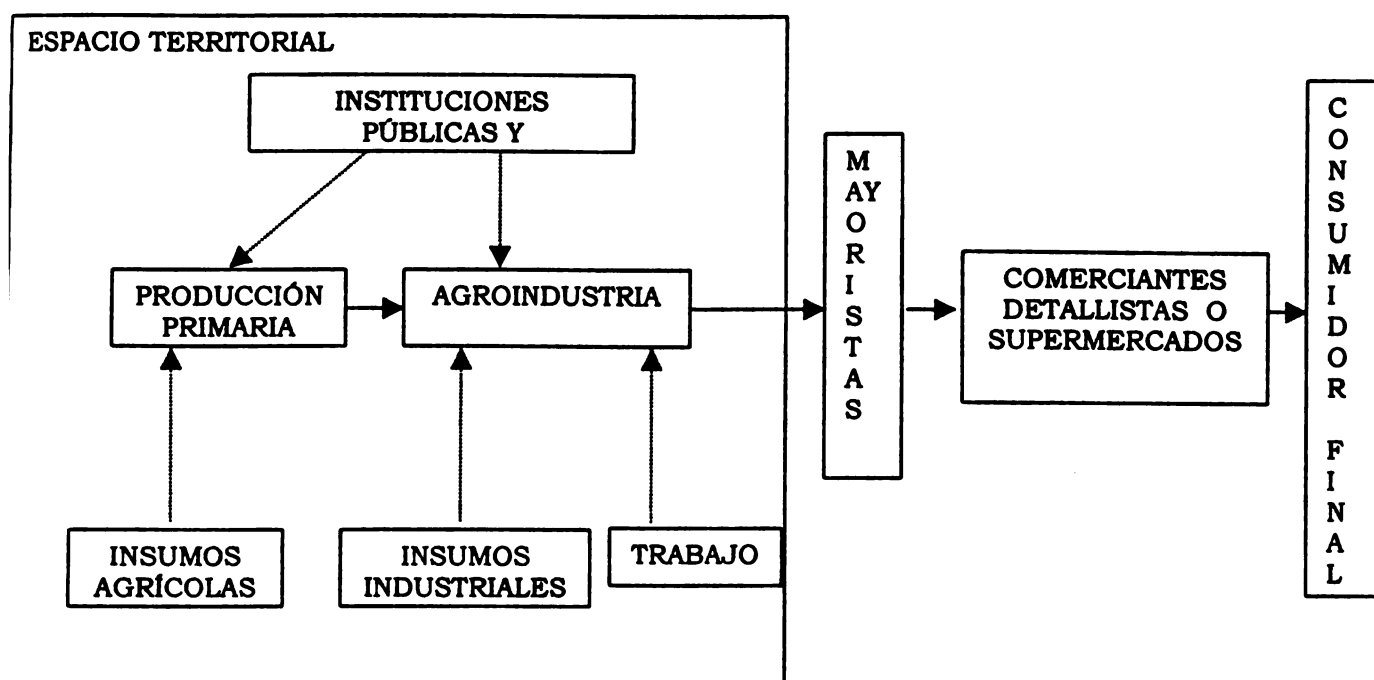 ESPACIO TERRITORIAL
INSTITUCIONES
PÚBLICAS Y
PRODUCCIÓN
PRIMARIA
AGROINDUSTRIA
INSUMOS
AGRÍCOLAS
INSUMOS
INDUSTRIALES
TRABAJO
M
AY
O
R
I
S
T
A
S
COMERCIANTES
DETALLISTAS O
SUPERMERCADOS
C
O
N
S
U
M
I
D
O
R
F
I
N
A
L